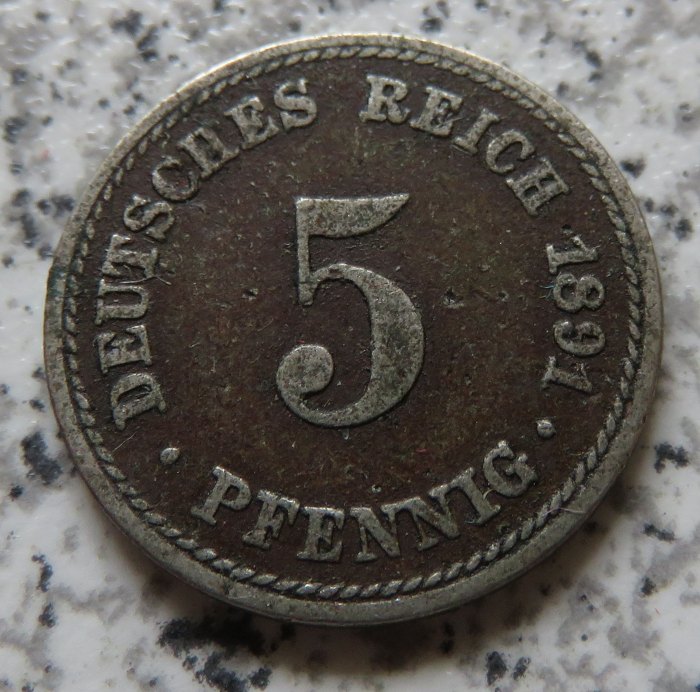 DEUTSCHES REICH 1891
5
• PFENNIG •